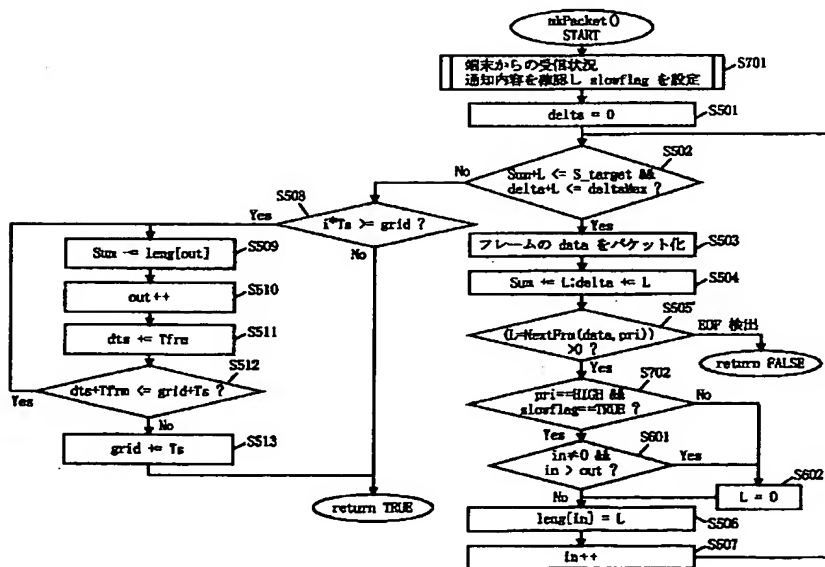 mkPacket()
START
端末からの受信状況
通知内容を確認し slowflag を設定
S701
delta = 0
S501
S502
Sum+L <= S_target &&
delta+L <= deltaMax ?
No
Yes
S508
i*Ts >= grid ?
Yes
No
フレームの data をパケット化
S503
Sum += L:delta += L
S504
S505
(L=NextFrm(data,pri))
>0 ?
EOF 検出
return FALSE
Yes
S702
pri==HIGH &&
slowflag==TRUE ?
No
Yes
S601
in≠0 &&
in > out ?
Yes
No
S602
L = 0
leng[in] = L
S506
in++
S507
Sum -= leng[out]
S509
out++
S510
dts += Tfrm
S511
S512
dts+Tfrm <= grid+Ts ?
Yes
No
grid += Ts
S513
return TRUE